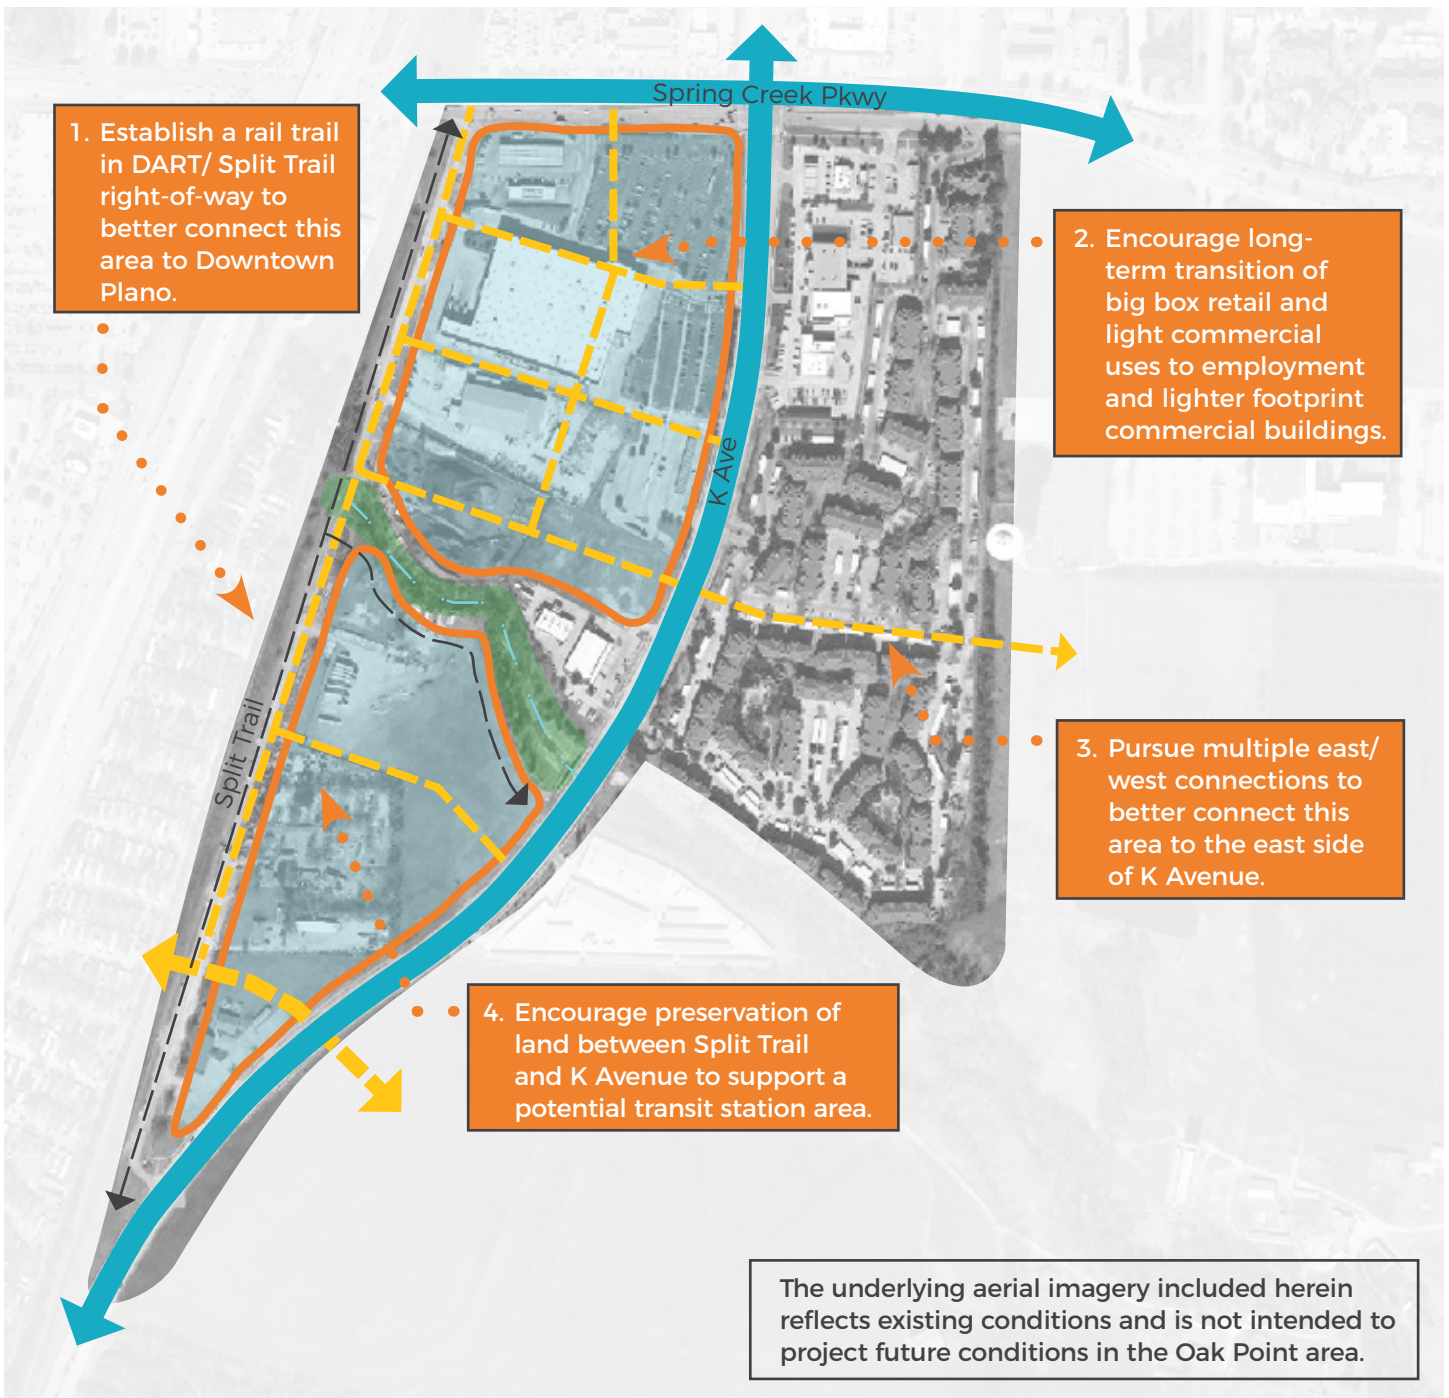 Spring Creek Pkwy
1. Establish a rail trail
in DART/ Split Trail
right-of-way to
better connect this
area to Downtown
Plano.
2. Encourage long-
term transition of
big box retail and
light commercial
uses to employment
and lighter footprint
commercial buildings.
K Ave
Split Trail
3. Pursue multiple east/
west connections to
better connect this
area to the east side
of K Avenue.
4. Encourage preservation of
land between Split Trail
and K Avenue to support a
potential transit station area.
The underlying aerial imagery included herein
reflects existing conditions and is not intended to
project future conditions in the Oak Point area.